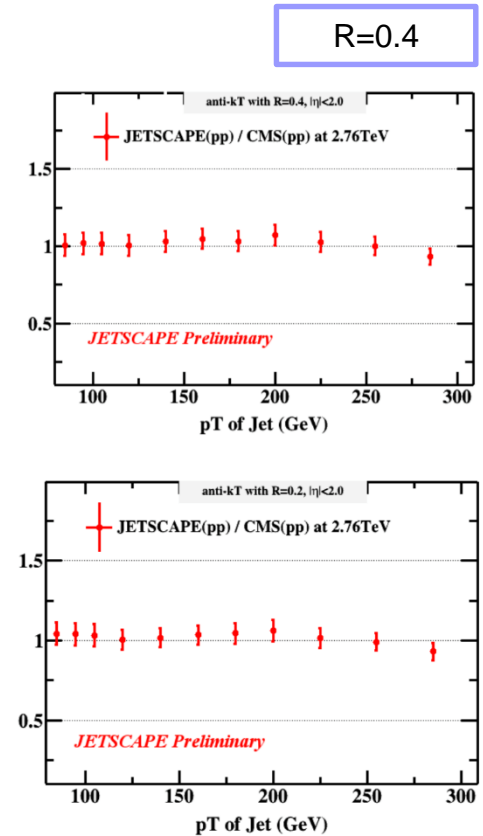 R=0.4
anti-kT with R=0.4, |η|<2.0
JETSCAPE(pp) / CMS(pp) at 2.76TeV
1.5
1
0.5
JETSCAPE Preliminary
100 150 200 250 300
pT of Jet (GeV)
anti-kT with R=0.2, |η|<2.0
JETSCAPE(pp) / CMS(pp) at 2.76TeV
1.5
1
0.5
JETSCAPE Preliminary
100 150 200 250 300
pT of Jet (GeV)